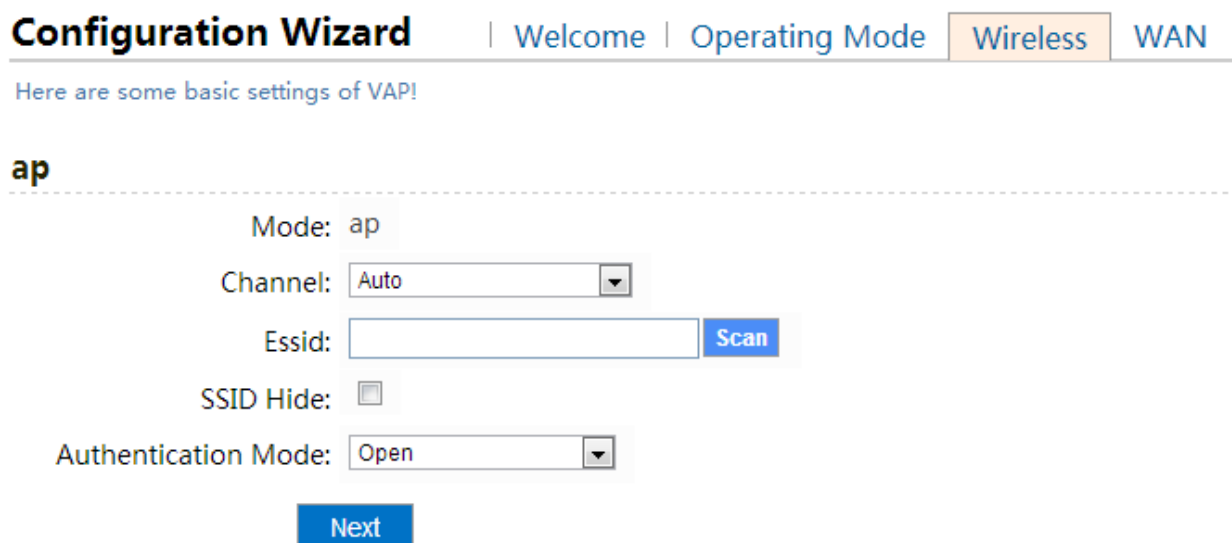 Configuration Wizard | Welcome | Operating Mode Wireless WAN
Here are some basic settings of VAP!
ap
Mode: ap
Channel: Auto
Essid: Scan
SSID Hide:
Authentication Mode: Open
Next